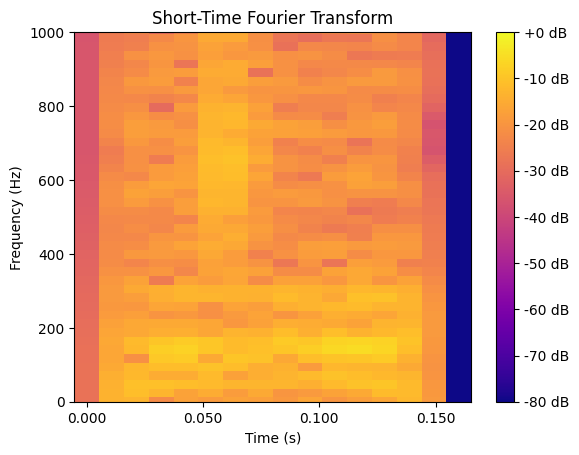 Short-Time Fourier Transform
1000
800
600
400
200
0
Frequency (Hz)
0.000
0.050
0.100
0.150
Time (s)
+0 dB
-10 dB
-20 dB
-30 dB
-40 dB
-50 dB
-60 dB
-70 dB
-80 dB